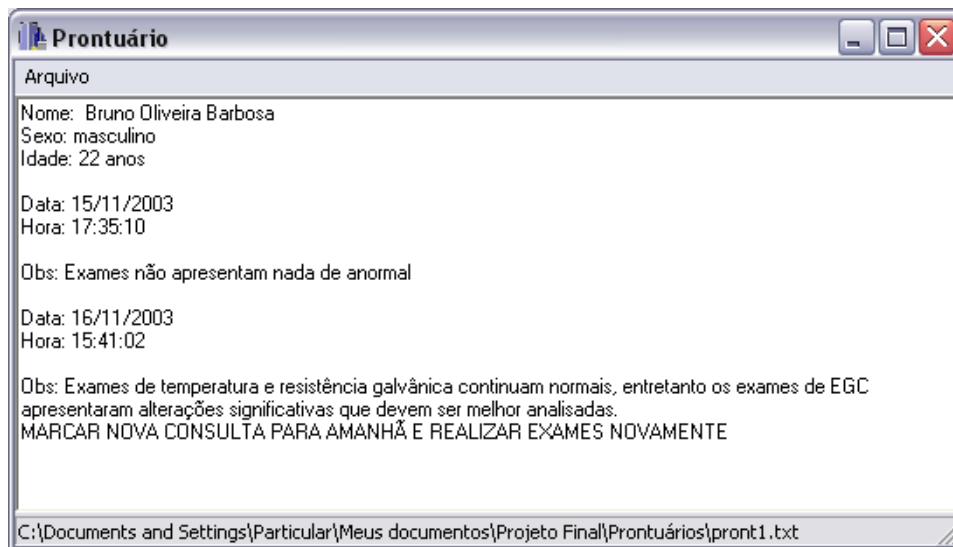 Prontuário
Arquivo
Nome:  Bruno Oliveira Barbosa
Sexo: masculino
Idade: 22 anos
Data: 15/11/2003
Hora: 17:35:10
Obs: Exames não apresentam nada de anormal
Data: 16/11/2003
Hora: 15:41:02
Obs: Exames de temperatura e resistência galvânica continuam normais, entretanto os exames de EGC
apresentaram alterações significativas que devem ser melhor analisadas.
MARCAR NOVA CONSULTA PARA AMANHÃ E REALIZAR EXAMES NOVAMENTE
C:\Documents and Settings\Particular\Meus documentos\Projeto Final\Prontuários\pront1.txt